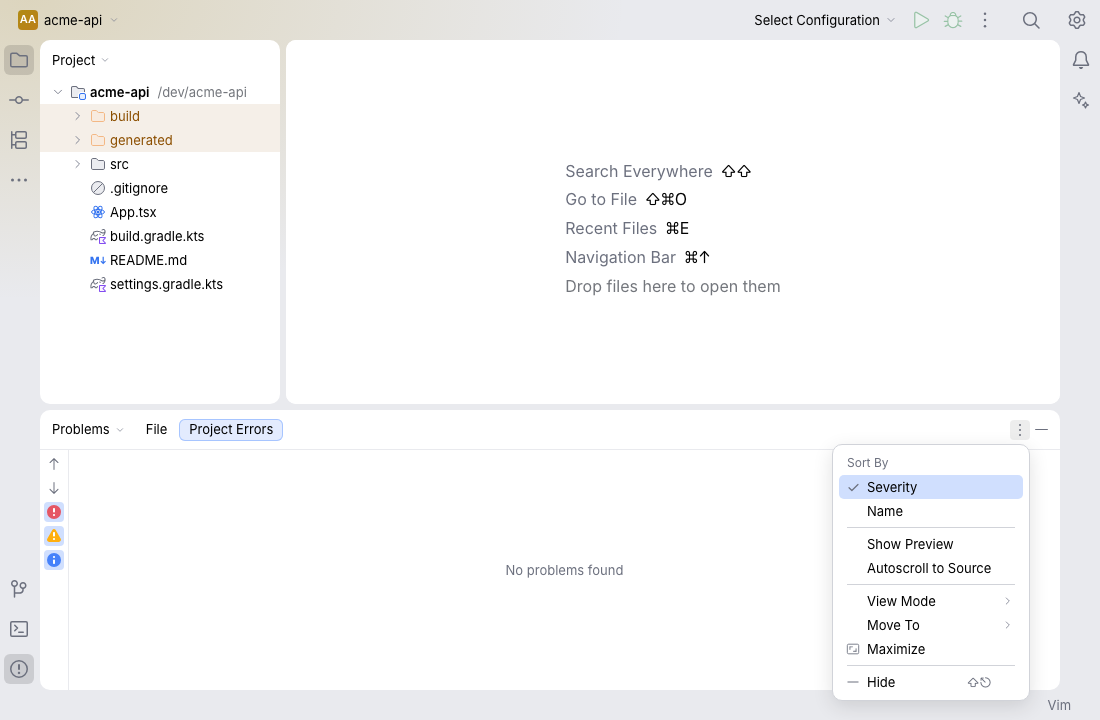 AA acme-api
Select Configuration
Project
acme-api /dev/acme-api
build
generated
src
.gitignore
App.tsx
build.gradle.kts
M↓ README.md
settings.gradle.kts
Search Everywhere ⇧⇧
Go to File ⇧⌘O
Recent Files ⌘E
Navigation Bar ⌘↑
Drop files here to open them
Problems
File
Project Errors
No problems found
Sort By
Severity
Name
Show Preview
Autoscroll to Source
View Mode
Move To
Maximize
Hide ⇧⎋
Vim